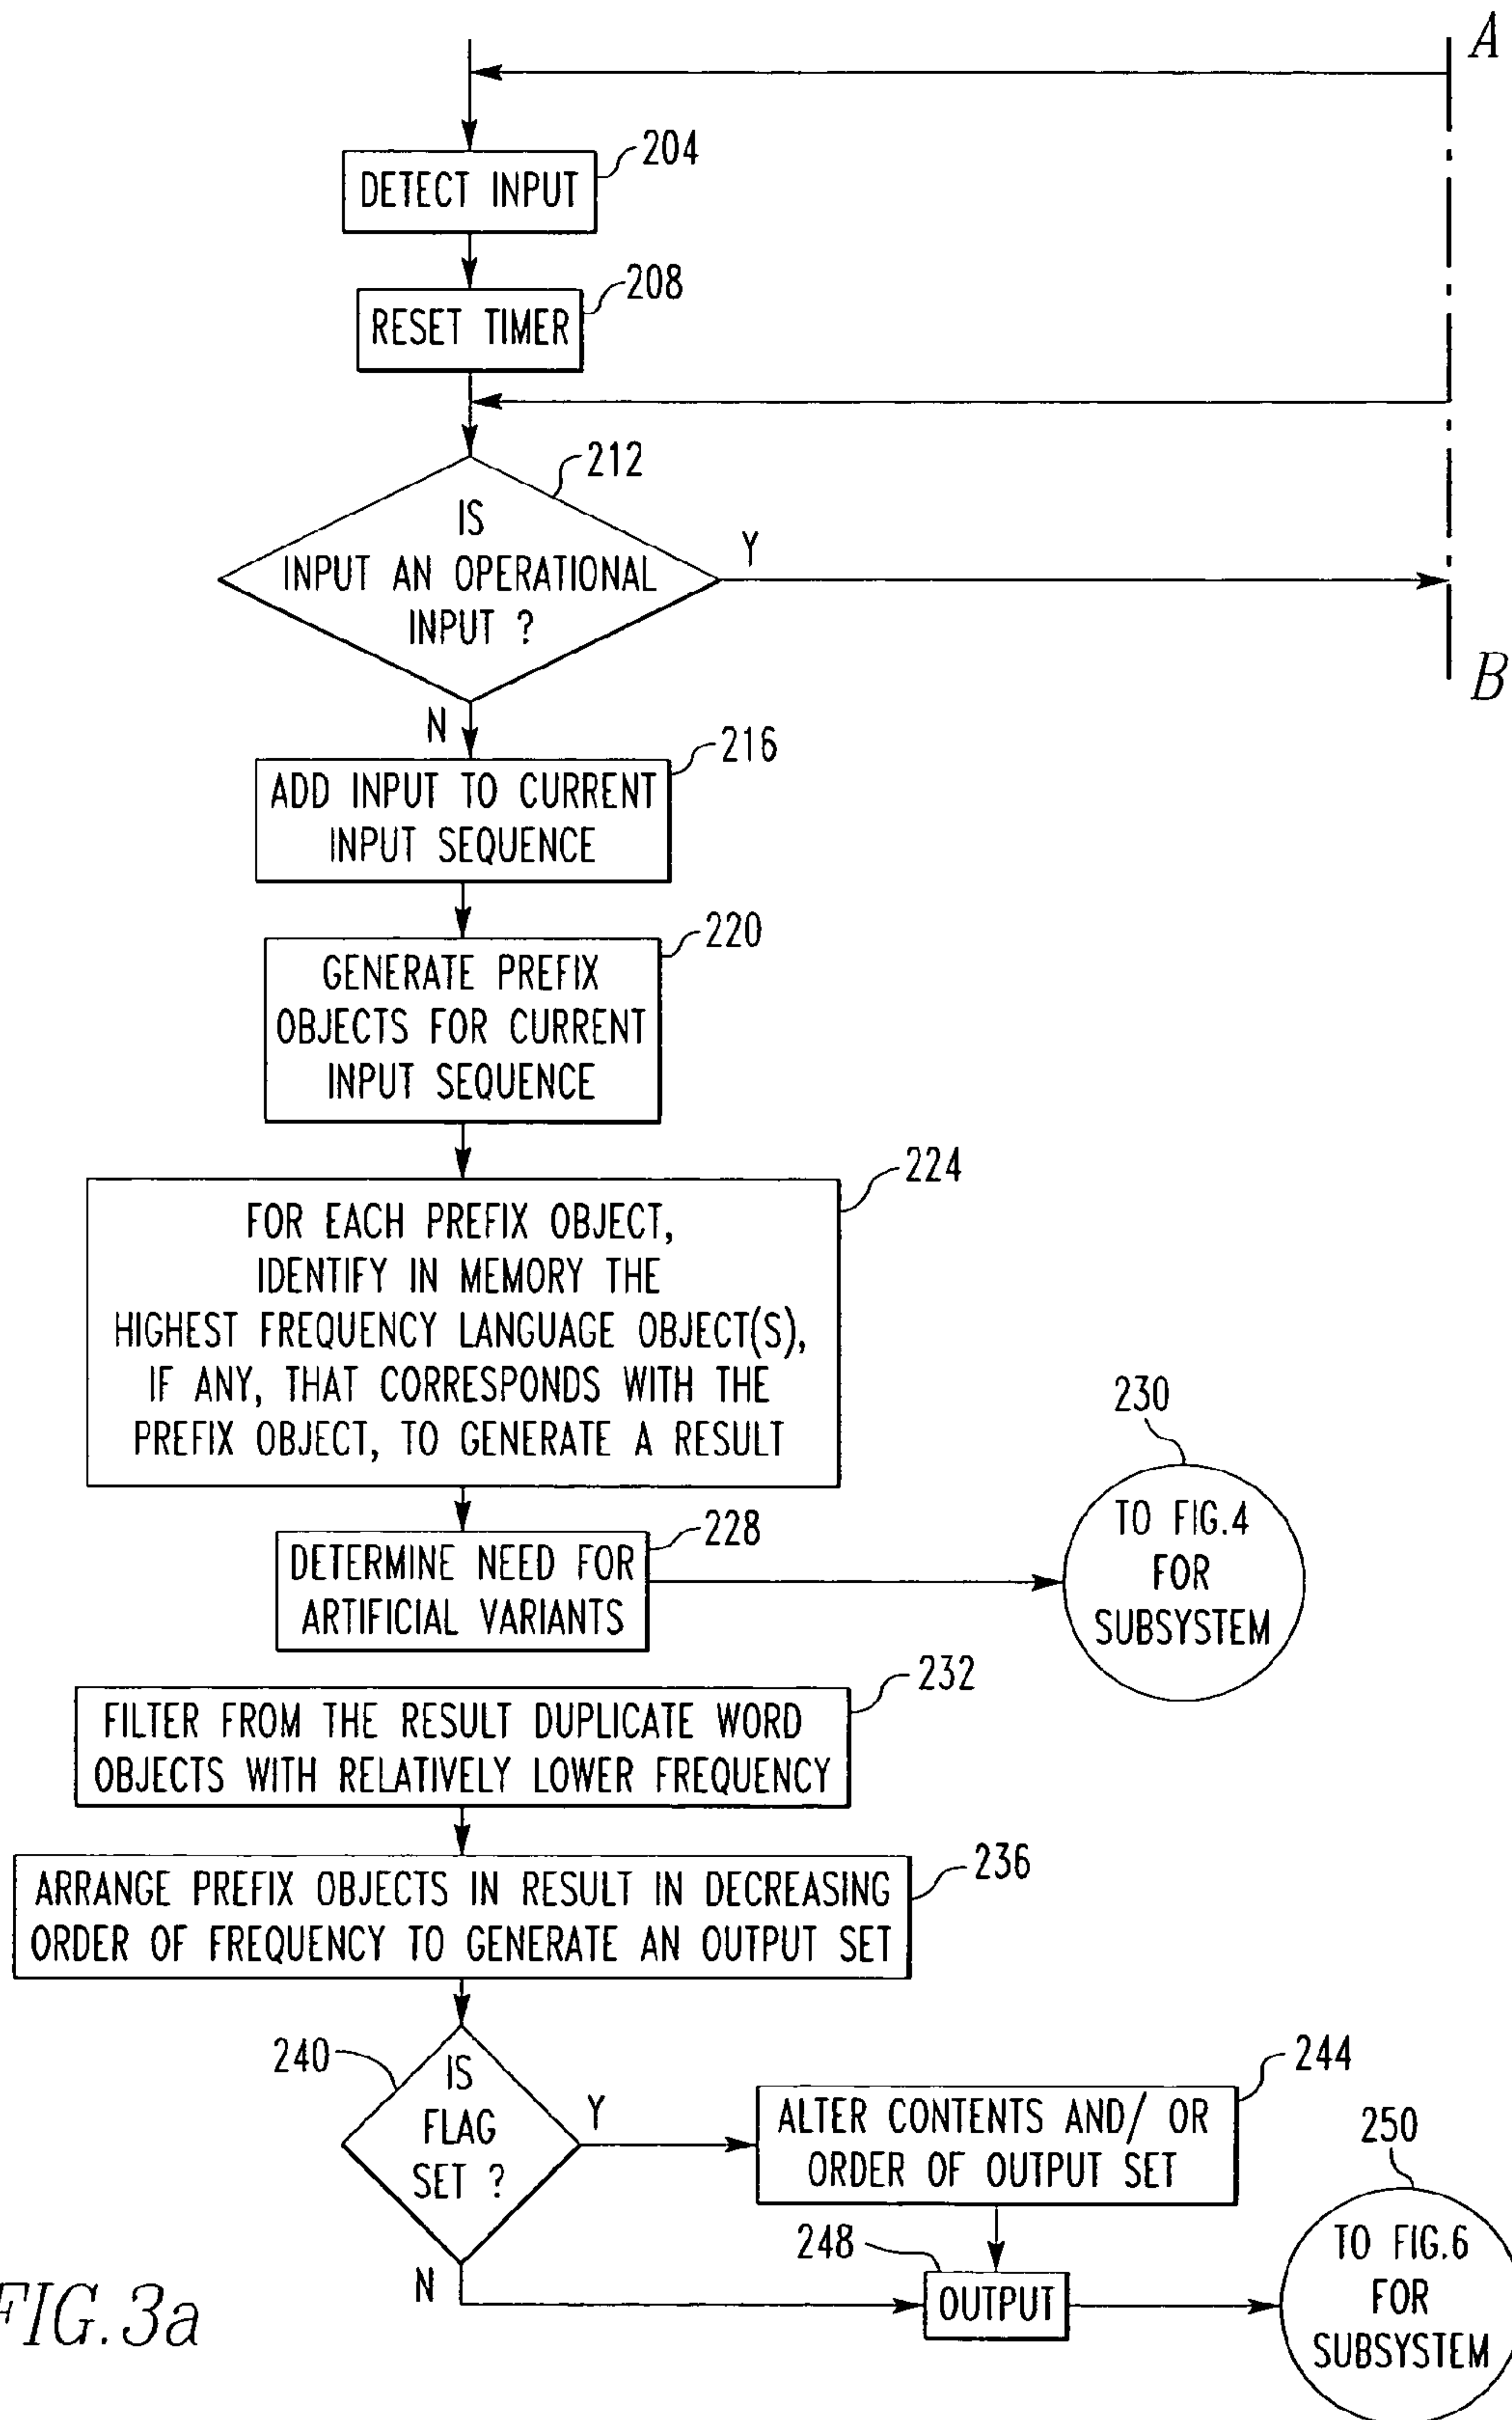 A
204
DETECT INPUT
208
RESET TIMER
212
IS
INPUT AN OPERATIONAL
INPUT ?
Y
B
N
216
ADD INPUT TO CURRENT
INPUT SEQUENCE
220
GENERATE PREFIX
OBJECTS FOR CURRENT
INPUT SEQUENCE
224
FOR EACH PREFIX OBJECT,
IDENTIFY IN MEMORY THE
HIGHEST FREQUENCY LANGUAGE OBJECT(S),
IF ANY, THAT CORRESPONDS WITH THE
PREFIX OBJECT, TO GENERATE A RESULT
230
TO FIG.4
FOR
SUBSYSTEM
228
DETERMINE NEED FOR
ARTIFICIAL VARIANTS
232
FILTER FROM THE RESULT DUPLICATE WORD
OBJECTS WITH RELATIVELY LOWER FREQUENCY
236
ARRANGE PREFIX OBJECTS IN RESULT IN DECREASING
ORDER OF FREQUENCY TO GENERATE AN OUTPUT SET
240
IS
FLAG
SET ?
Y
244
ALTER CONTENTS AND/ OR
ORDER OF OUTPUT SET
N
248
OUTPUT
250
TO FIG.6
FOR
SUBSYSTEM
FIG.3a